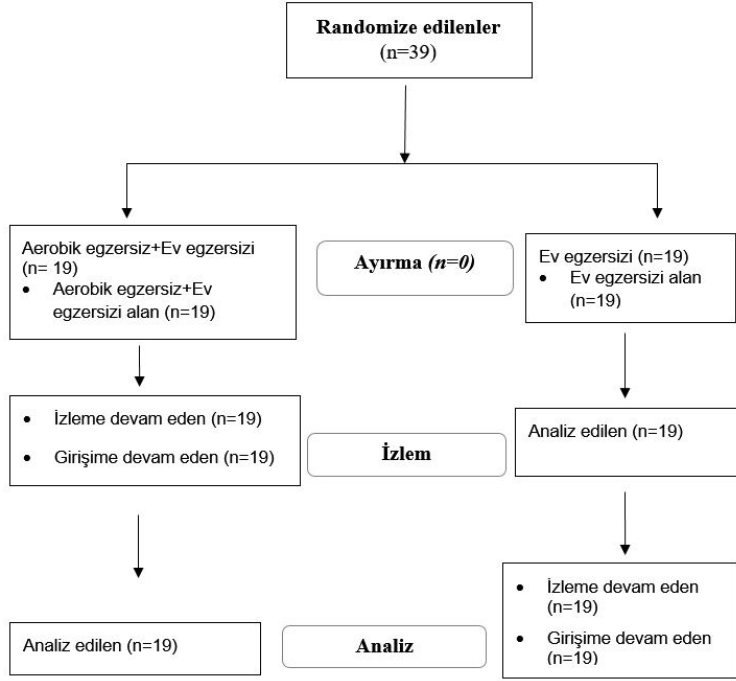 Randomize edilenler
(n=39)
Aerobik egzersiz+Ev egzersizi
(n= 19)
• Aerobik egzersiz+Ev
egzersizi alan (n=19)
Ayırma (n=0)
Ev egzersizi (n=19)
• Ev egzersizi alan
(n=19)
• İzleme devam eden (n=19)
• Girişime devam eden (n=19)
İzlem
Analiz edilen (n=19)
Analiz edilen (n=19)
Analiz
• İzleme devam eden
(n=19)
• Girişime devam eden
(n=19)